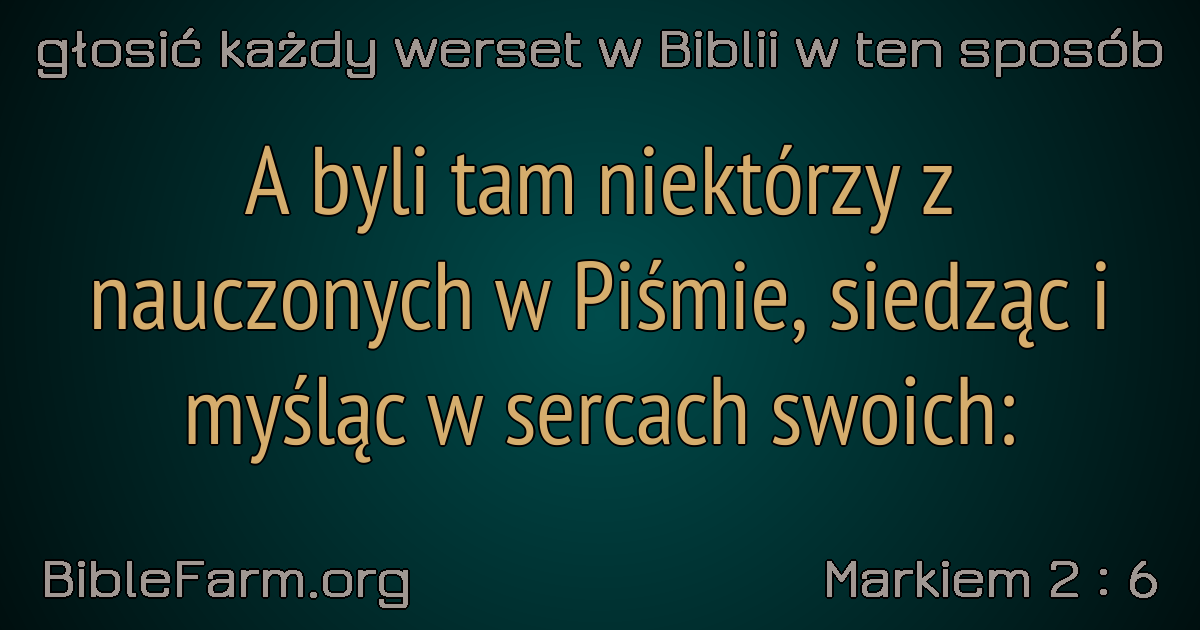 głosić każdy werset w Biblii w ten sposób
A byli tam niektórzy z
nauczonych w Piśmie, siedząc i
myśląc w sercach swoich:
BibleFarm.org
Markiem 2 : 6